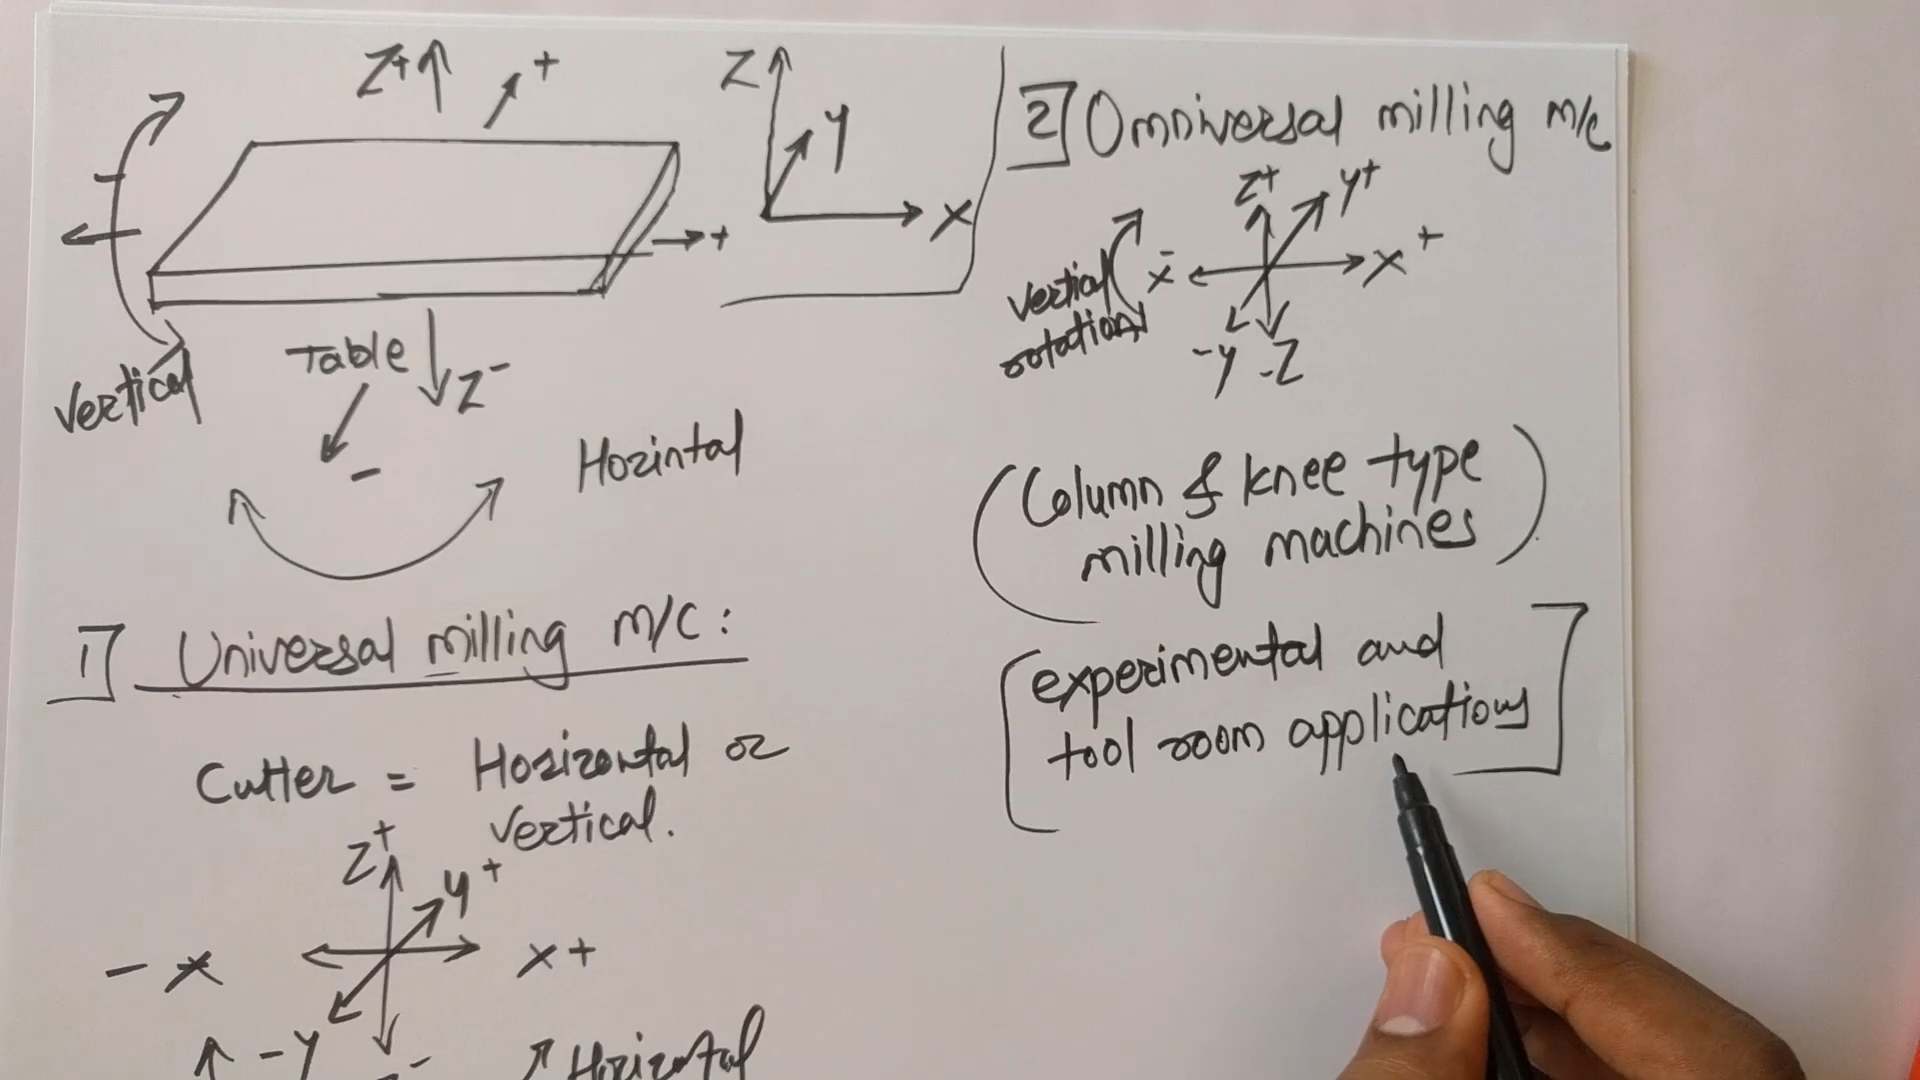 Z+
+
+
Table
Z-
-
Vertical
Horintal
Z
Y
X
1] Universal milling m/c:
Cutter = Horizontal or
Vertical.
Z+
Y+
-X
X+
-Y
-
Horizontal
2] Omniversal milling m/c
Z+
Y+
X-
X+
-Y
-Z
Vertical
rotation
(Column & knee type
milling machines)
[experimental and
tool room applications]